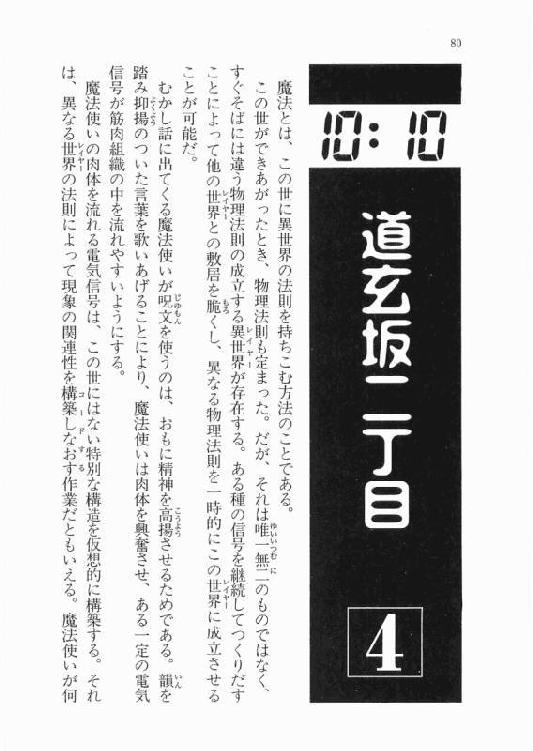 80
10:10
道玄坂二丁目
4
魔法とは、この世に異世界の法則を持ちこむ方法のことである。
この世ができあがったとき、物理法則も定まった。だが、それは唯一無二のものではなく、
すぐそばには違う物理法則の成立する異世界が存在する。ある種の信号を継続してつくりだす
ことによって他の世界との敷居を脆くし、異なる物理法則を一時的にこの世界に成立させる
ことが可能だ。
むかし話に出てくる魔法使いが呪文を使うのは、おもに精神を高揚させるためである。韻を
踏み抑揚のついた言葉を歌いあげることにより、魔法使いは肉体を興奮させ、ある一定の電気
信号が筋肉組織の中を流れやすいようにする。
魔法使いの肉体を流れる電気信号は、この世にはない特別な構造を仮想的に構築する。それ
は、異なる世界の法則によって現象の関連性を構築しなおす作業だともいえる。魔法使いが何